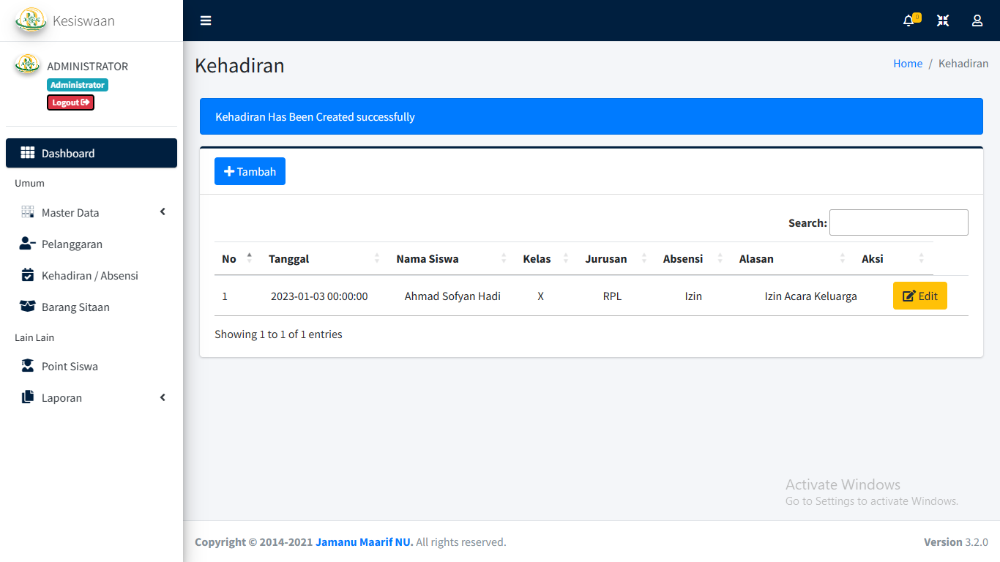 Kesiswaan
0
ADMINISTRATOR
Administrator
Logout
Kehadiran
Home / Kehadiran
Kehadiran Has Been Created successfully
Dashboard
Umum
Master Data
Pelanggaran
Kehadiran / Absensi
Barang Sitaan
Lain Lain
Point Siswa
Laporan
Tambah
Search:
No Tanggal Nama Siswa Kelas Jurusan Absensi Alasan Aksi
1 2023-01-03 00:00:00 Ahmad Sofyan Hadi X RPL Izin Izin Acara Keluarga Edit
Showing 1 to 1 of 1 entries
Activate Windows
Go to Settings to activate Windows.
Copyright © 2014-2021 Jamanu Maarif NU. All rights reserved.
Version 3.2.0